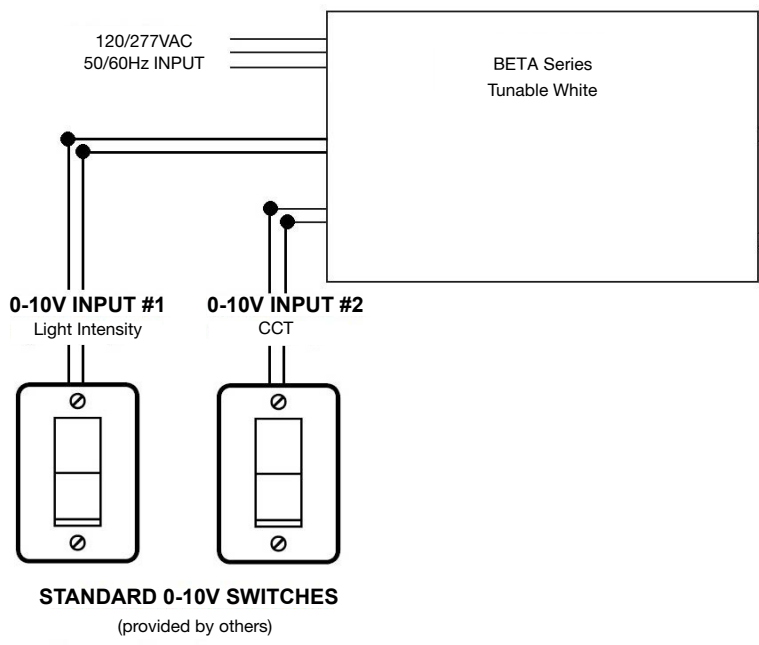 120/277VAC
50/60Hz INPUT
BETA Series
Tunable White
0-10V INPUT #1
Light Intensity
0-10V INPUT #2
CCT
STANDARD 0-10V SWITCHES
(provided by others)